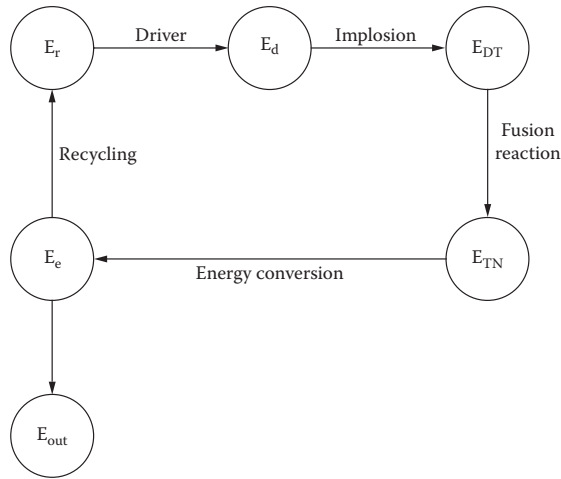 E_r
Driver
E_d
Implosion
E_DT
Recycling
Fusion
reaction
E_e
Energy conversion
E_TN
E_out